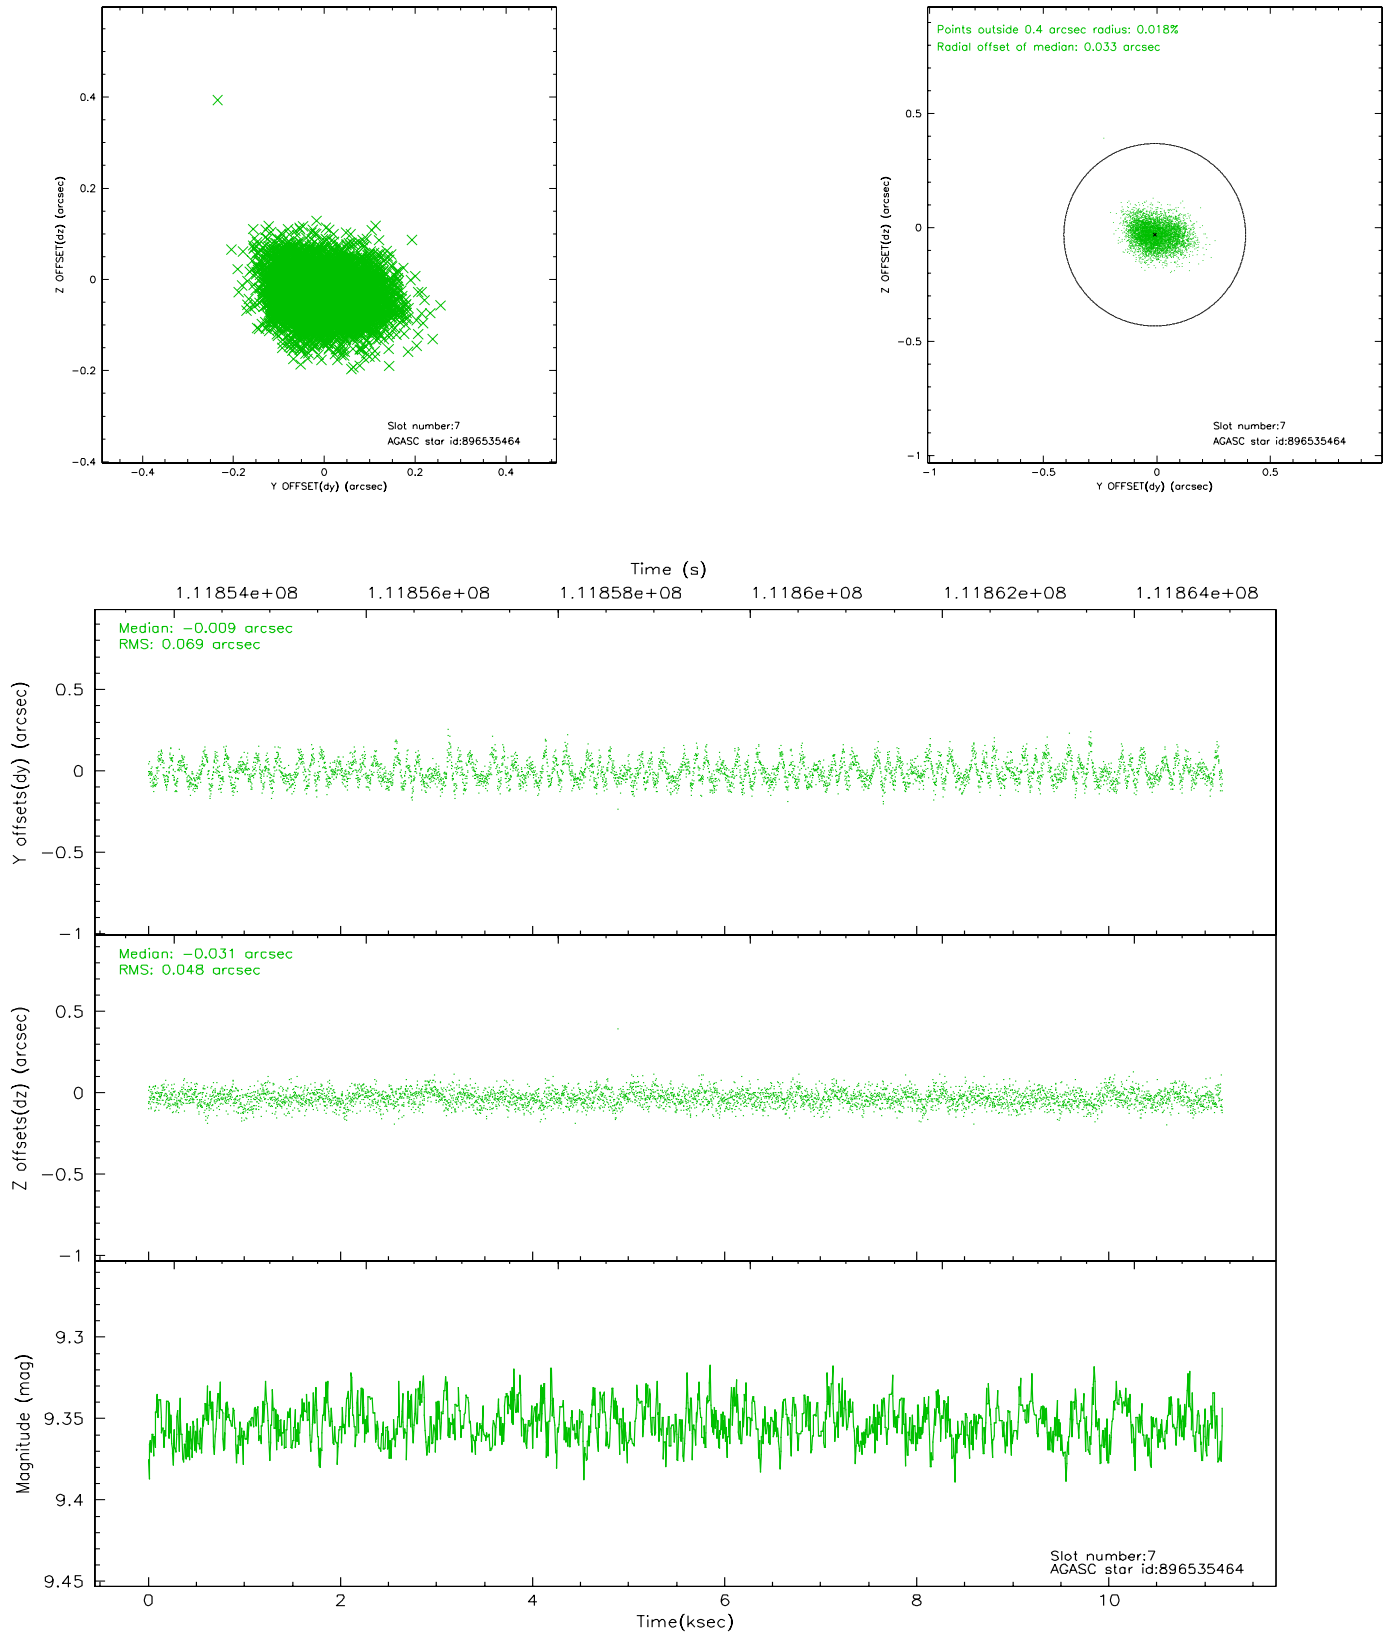 0.4
0.2
0
-0.2
-0.4
Z OFFSET(dz) (arcsec)
-0.4 -0.2 0 0.2 0.4
Y OFFSET(dy) (arcsec)
Slot number:7
AGASC star id:896535464
Points outside 0.4 arcsec radius: 0.018%
Radial offset of median: 0.033 arcsec
0.5
0
-0.5
-1
Z OFFSET(dz) (arcsec)
-1 -0.5 0 0.5
Y OFFSET(dy) (arcsec)
Slot number:7
AGASC star id:896535464
Time (s)
1.11854e+08 1.11856e+08 1.11858e+08 1.1186e+08 1.11862e+08 1.11864e+08
Median: -0.009 arcsec
RMS: 0.069 arcsec
0.5
0
-0.5
-1
Y offsets(dy) (arcsec)
Median: -0.031 arcsec
RMS: 0.048 arcsec
0.5
0
-0.5
-1
Z offsets(dz) (arcsec)
9.3
9.35
9.4
9.45
Magnitude (mag)
Slot number:7
AGASC star id:896535464
0 2 4 6 8 10
Time(ksec)